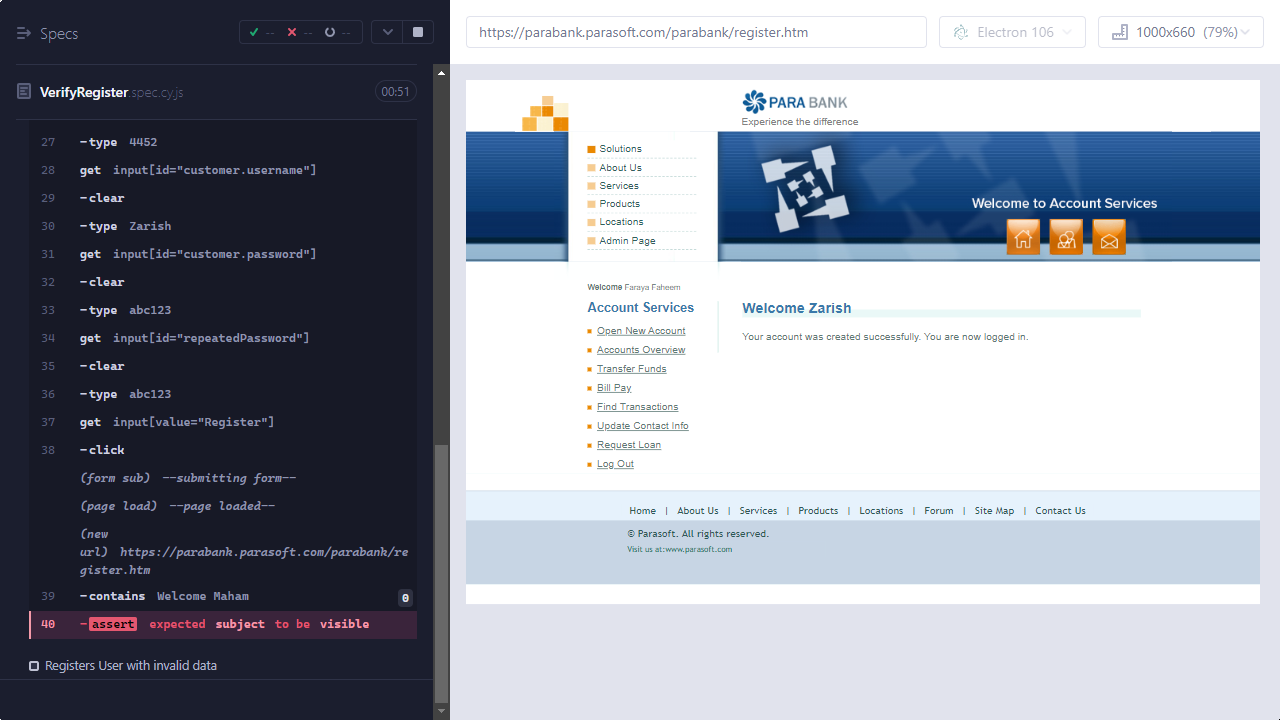 Specs
--
--
--
VerifyRegister.spec.cy.js
00:51
27 -type 4452
28 get input[id="customer.username"]
29 -clear
30 -type Zarish
31 get input[id="customer.password"]
32 -clear
33 -type abc123
34 get input[id="repeatedPassword"]
35 -clear
36 -type abc123
37 get input[value="Register"]
38 -click
(form sub) --submitting form--
(page load) --page loaded--
(new
url) https://parabank.parasoft.com/parabank/re
gister.htm
39 -contains Welcome Maham 0
40 -assert expected subject to be visible
Registers User with invalid data
https://parabank.parasoft.com/parabank/register.htm
Electron 106
1000x660 (79%)
PARA BANK
Experience the difference
Solutions
About Us
Services
Products
Locations
Admin Page
Welcome to Account Services
Welcome Faraya Faheem
Account Services
Open New Account
Accounts Overview
Transfer Funds
Bill Pay
Find Transactions
Update Contact Info
Request Loan
Log Out
Welcome Zarish
Your account was created successfully. You are now logged in.
Home | About Us | Services | Products | Locations | Forum | Site Map | Contact Us
© Parasoft. All rights reserved.
Visit us at:www.parasoft.com